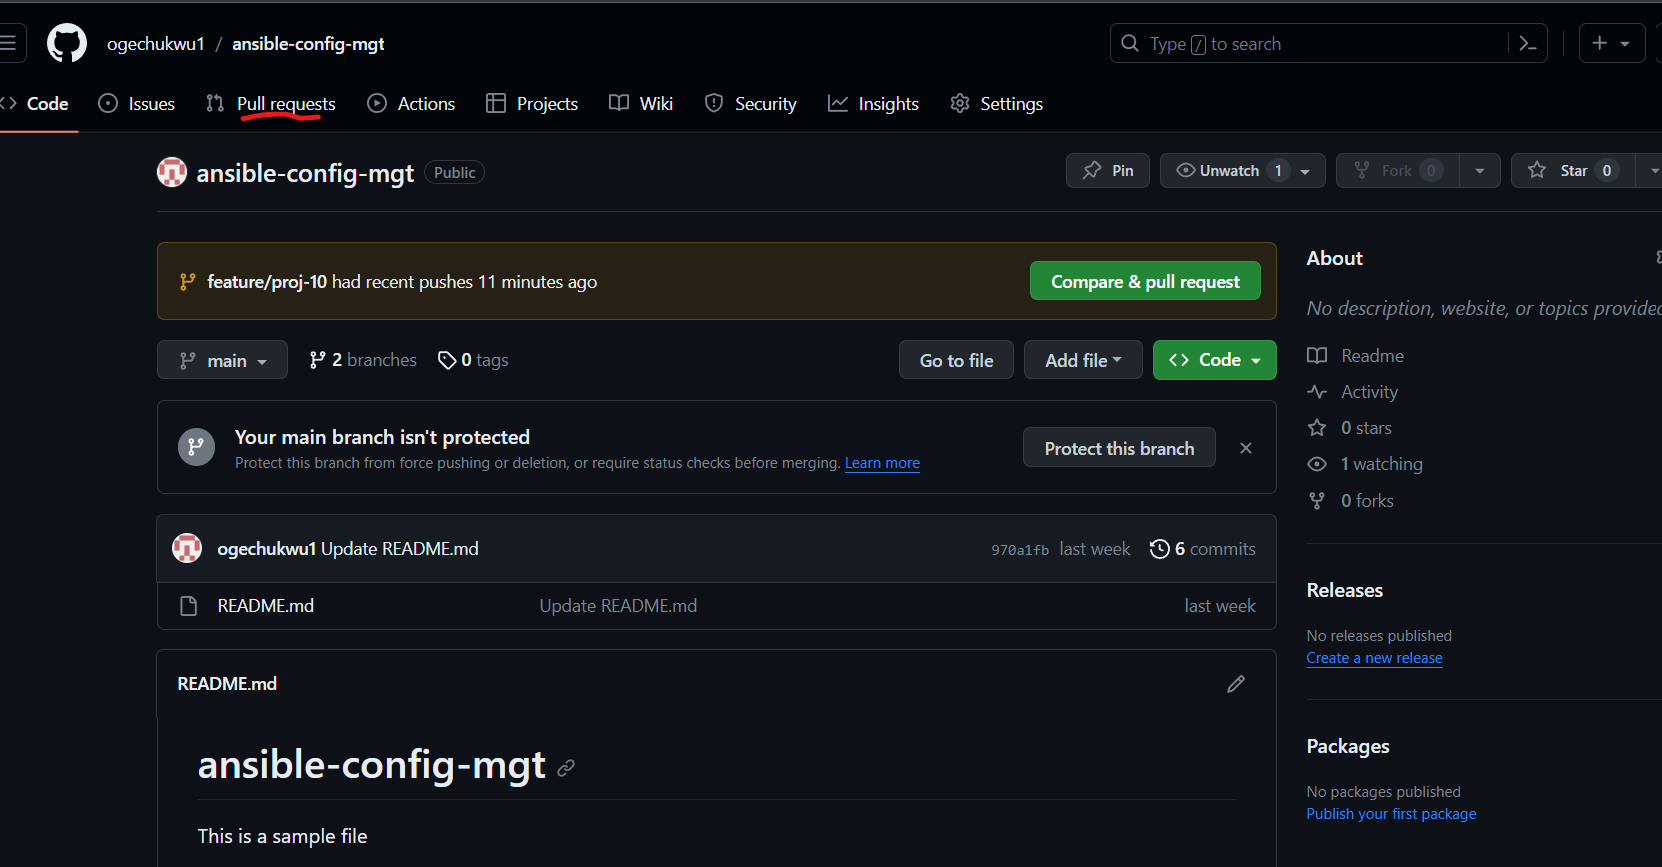 ogechukwu1 / ansible-config-mgt
Type / to search
Code Issues Pull requests Actions Projects Wiki Security Insights Settings
ansible-config-mgt Public
Pin Unwatch 1 Fork 0 Star 0
feature/proj-10 had recent pushes 11 minutes ago
Compare & pull request
main 2 branches 0 tags
Go to file Add file Code
Your main branch isn't protected
Protect this branch from force pushing or deletion, or require status checks before merging. Learn more
Protect this branch
ogechukwu1 Update README.md 970a1fb last week 6 commits
README.md Update README.md last week
README.md
ansible-config-mgt
This is a sample file
About
No description, website, or topics provided
Readme
Activity
0 stars
1 watching
0 forks
Releases
No releases published
Create a new release
Packages
No packages published
Publish your first package